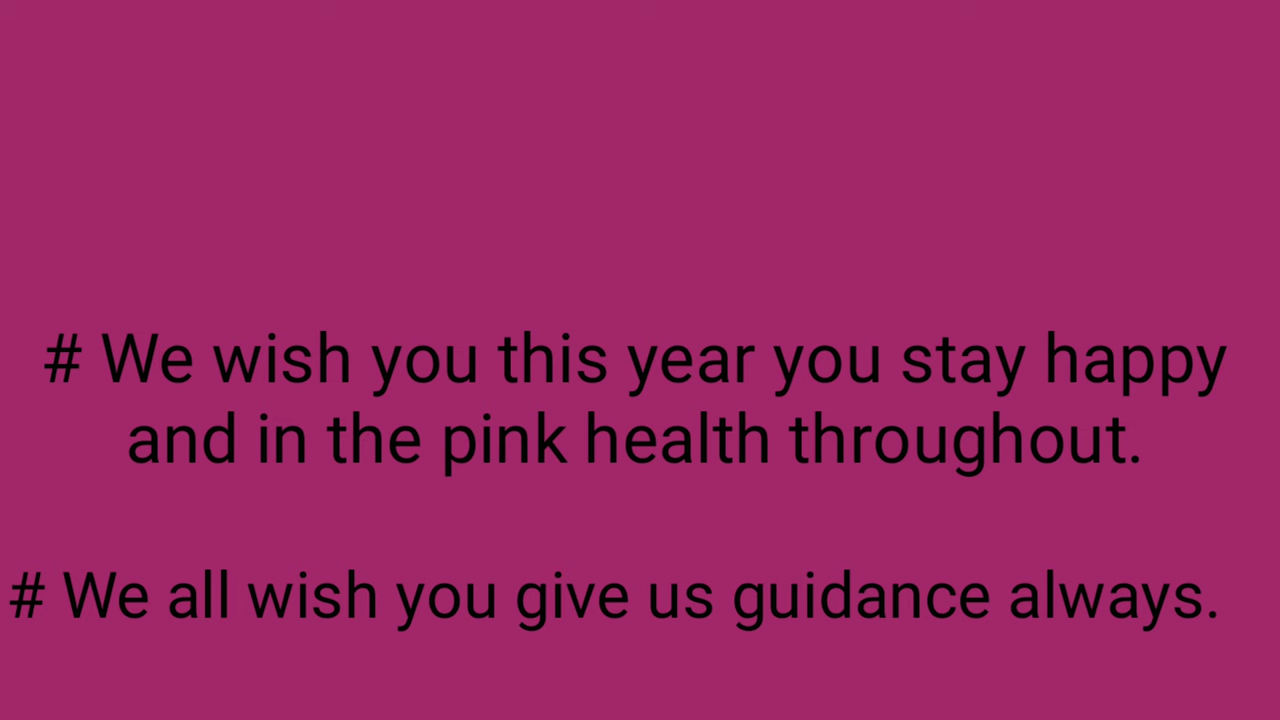 # We wish you this year you stay happy
and in the pink health throughout.
# We all wish you give us guidance always.